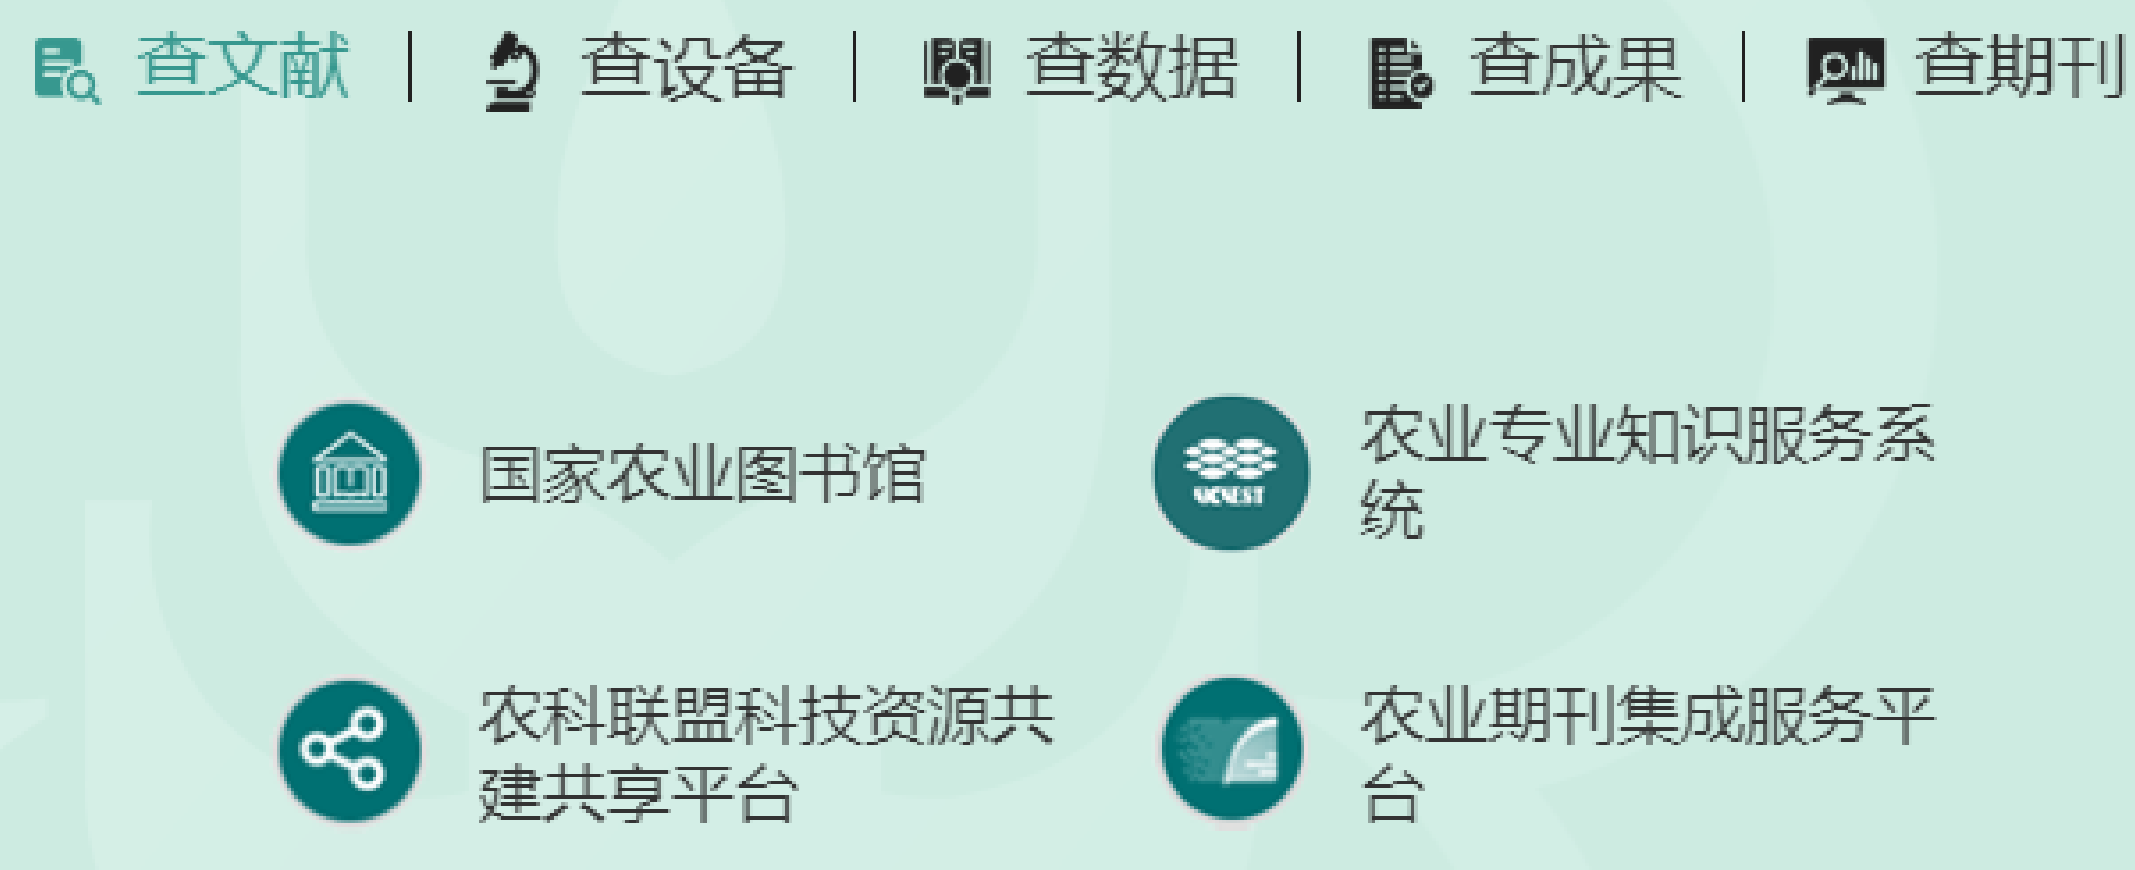 查文献 查设备 查数据 查成果 查期刊
国家农业图书馆
农业专业知识服务系
统
农科联盟科技资源共
建共享平台
农业期刊集成服务平
台